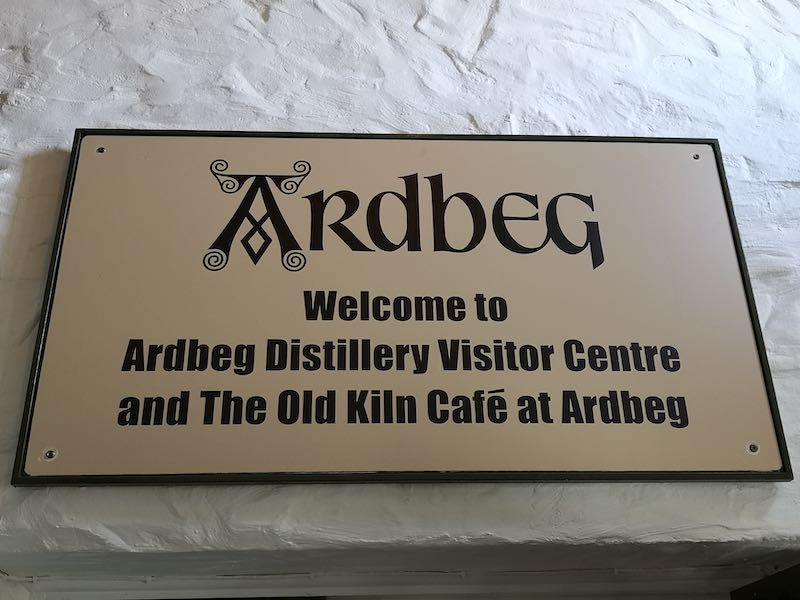 Ardbeg
Welcome to
Ardbeg Distillery Visitor Centre
and The Old Kiln Café at Ardbeg